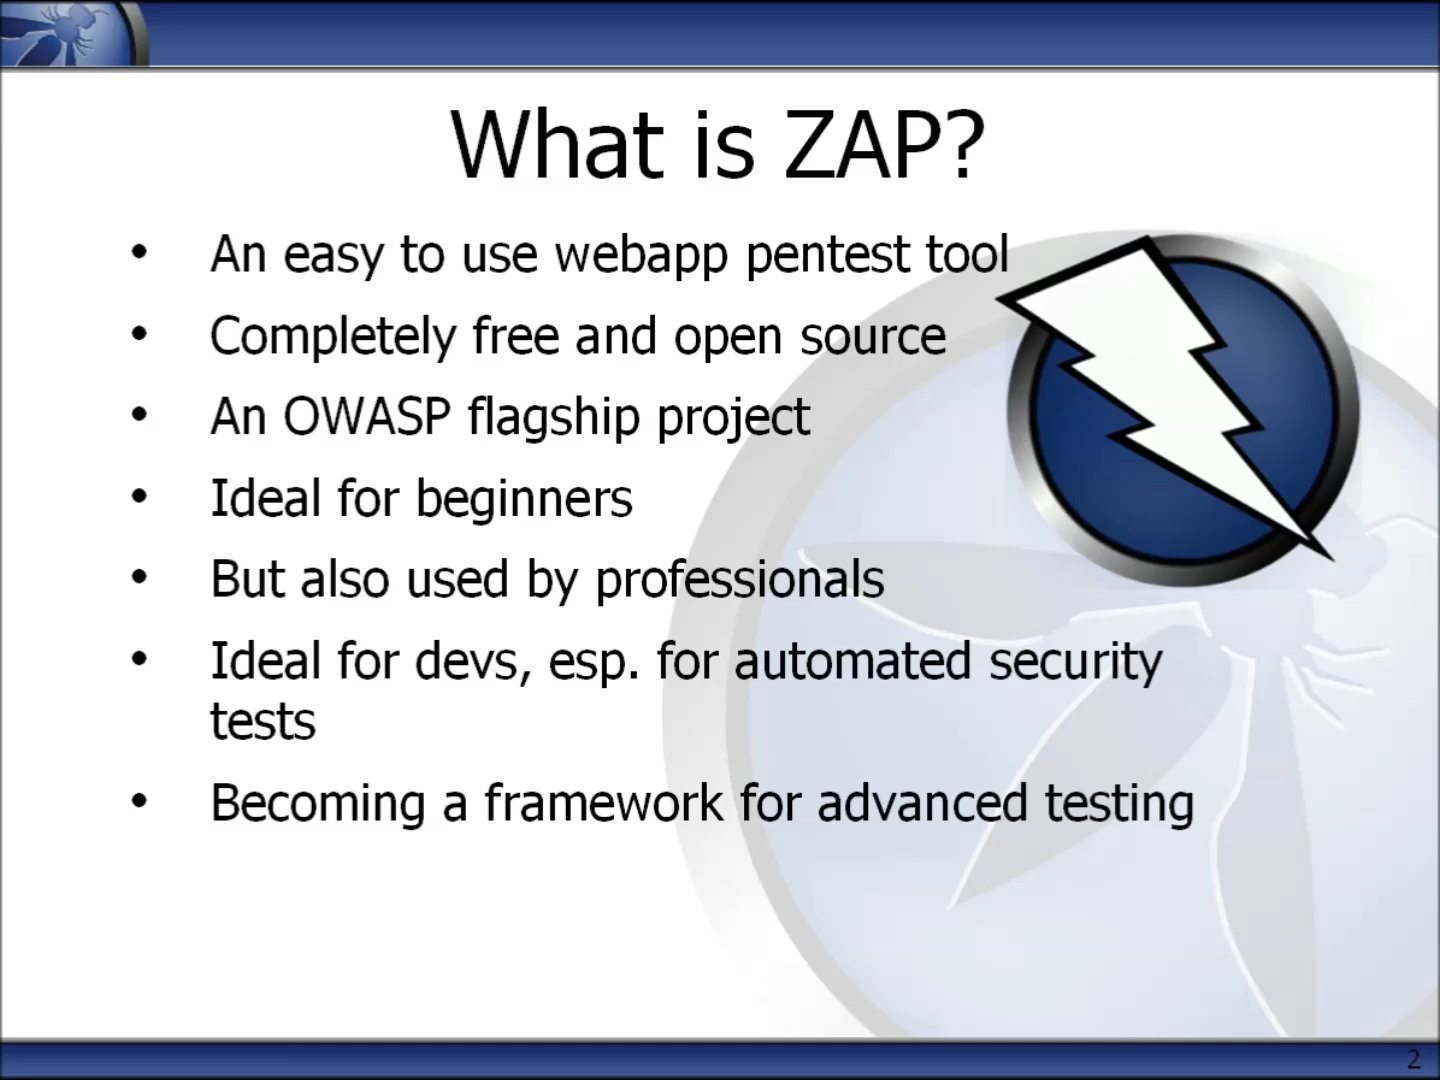 What is ZAP?
• An easy to use webapp pentest tool
• Completely free and open source
• An OWASP flagship project
• Ideal for beginners
• But also used by professionals
• Ideal for devs, esp. for automated security
tests
• Becoming a framework for advanced testing
2